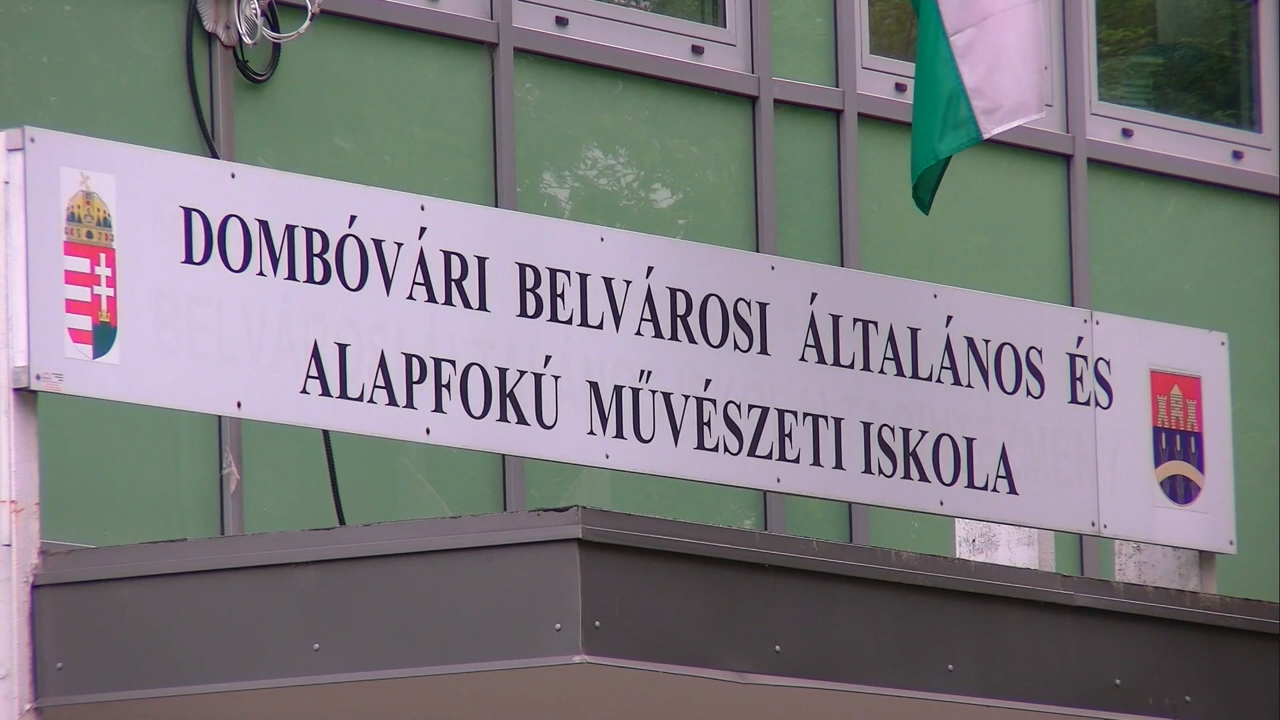 DOMBÓVÁRI BELVÁROSI ÁLTALÁNOS ÉS
ALAPFOKÚ MŰVÉSZETI ISKOLA